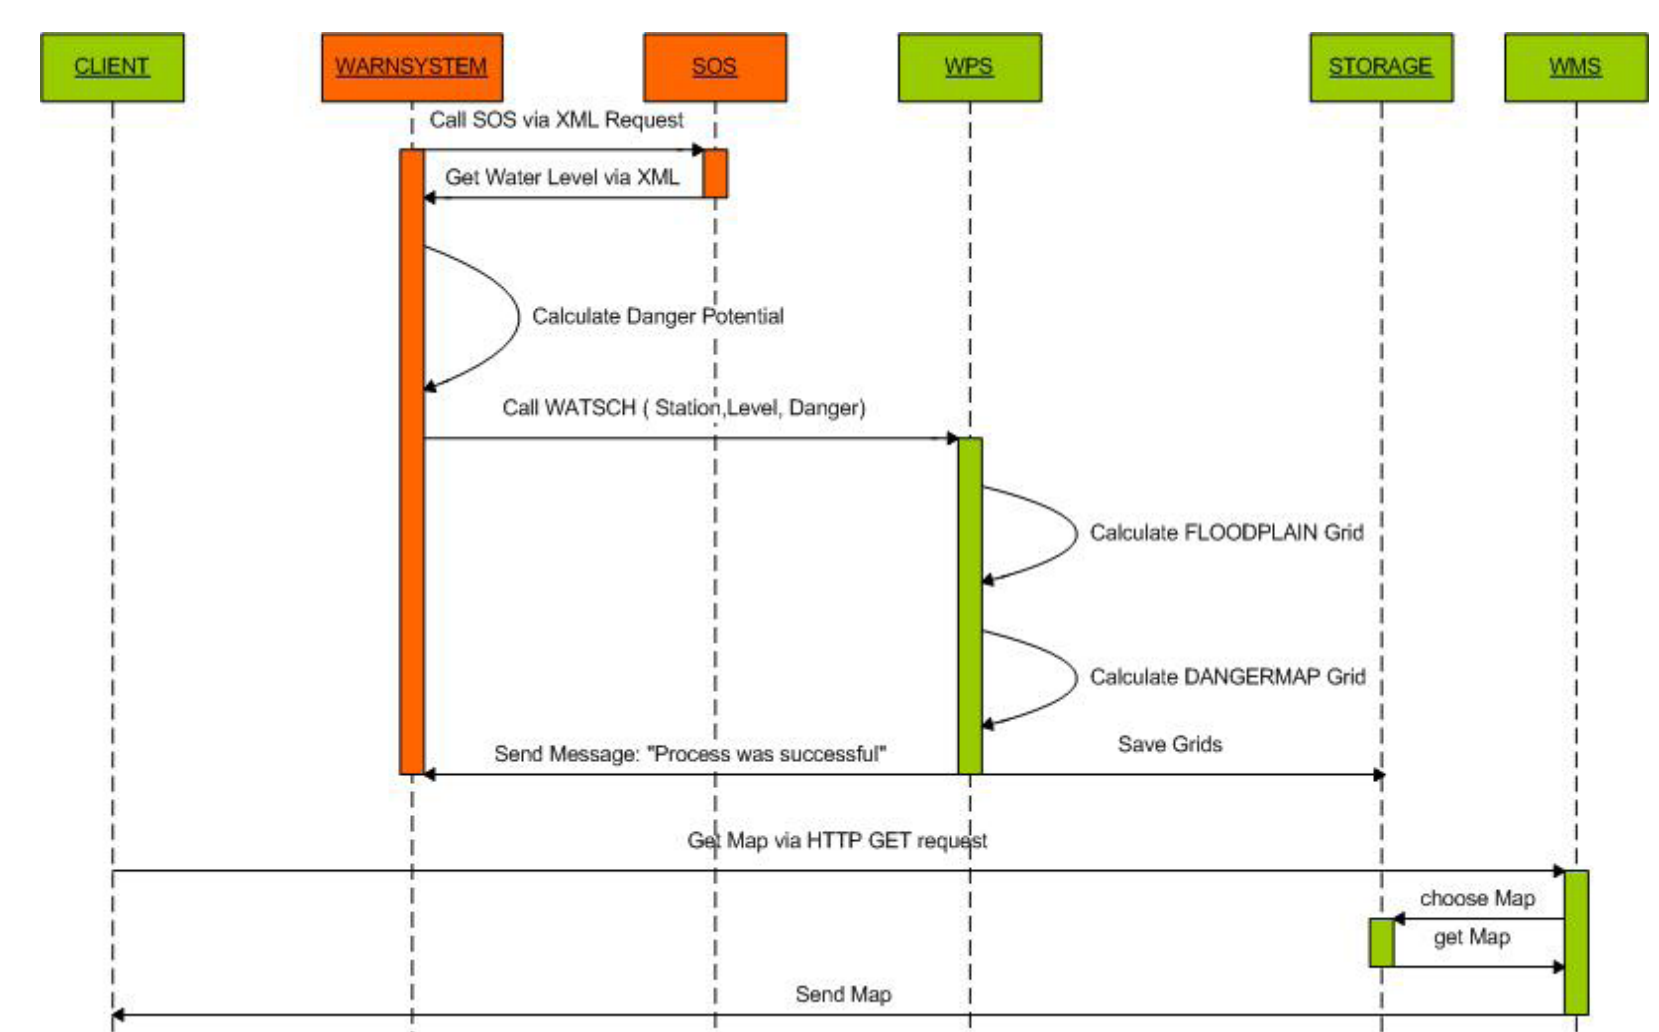 CLIENT
WARNSYSTEM
SOS
WPS
STORAGE
WMS
Call SOS via XML Request
Get Water Level via XML
Calculate Danger Potential
Call WATSCH ( Station,Level, Danger)
Calculate FLOODPLAIN Grid
Calculate DANGERMAP Grid
Save Grids
Send Message: "Process was successful"
Get Map via HTTP GET request
choose Map
get Map
Send Map